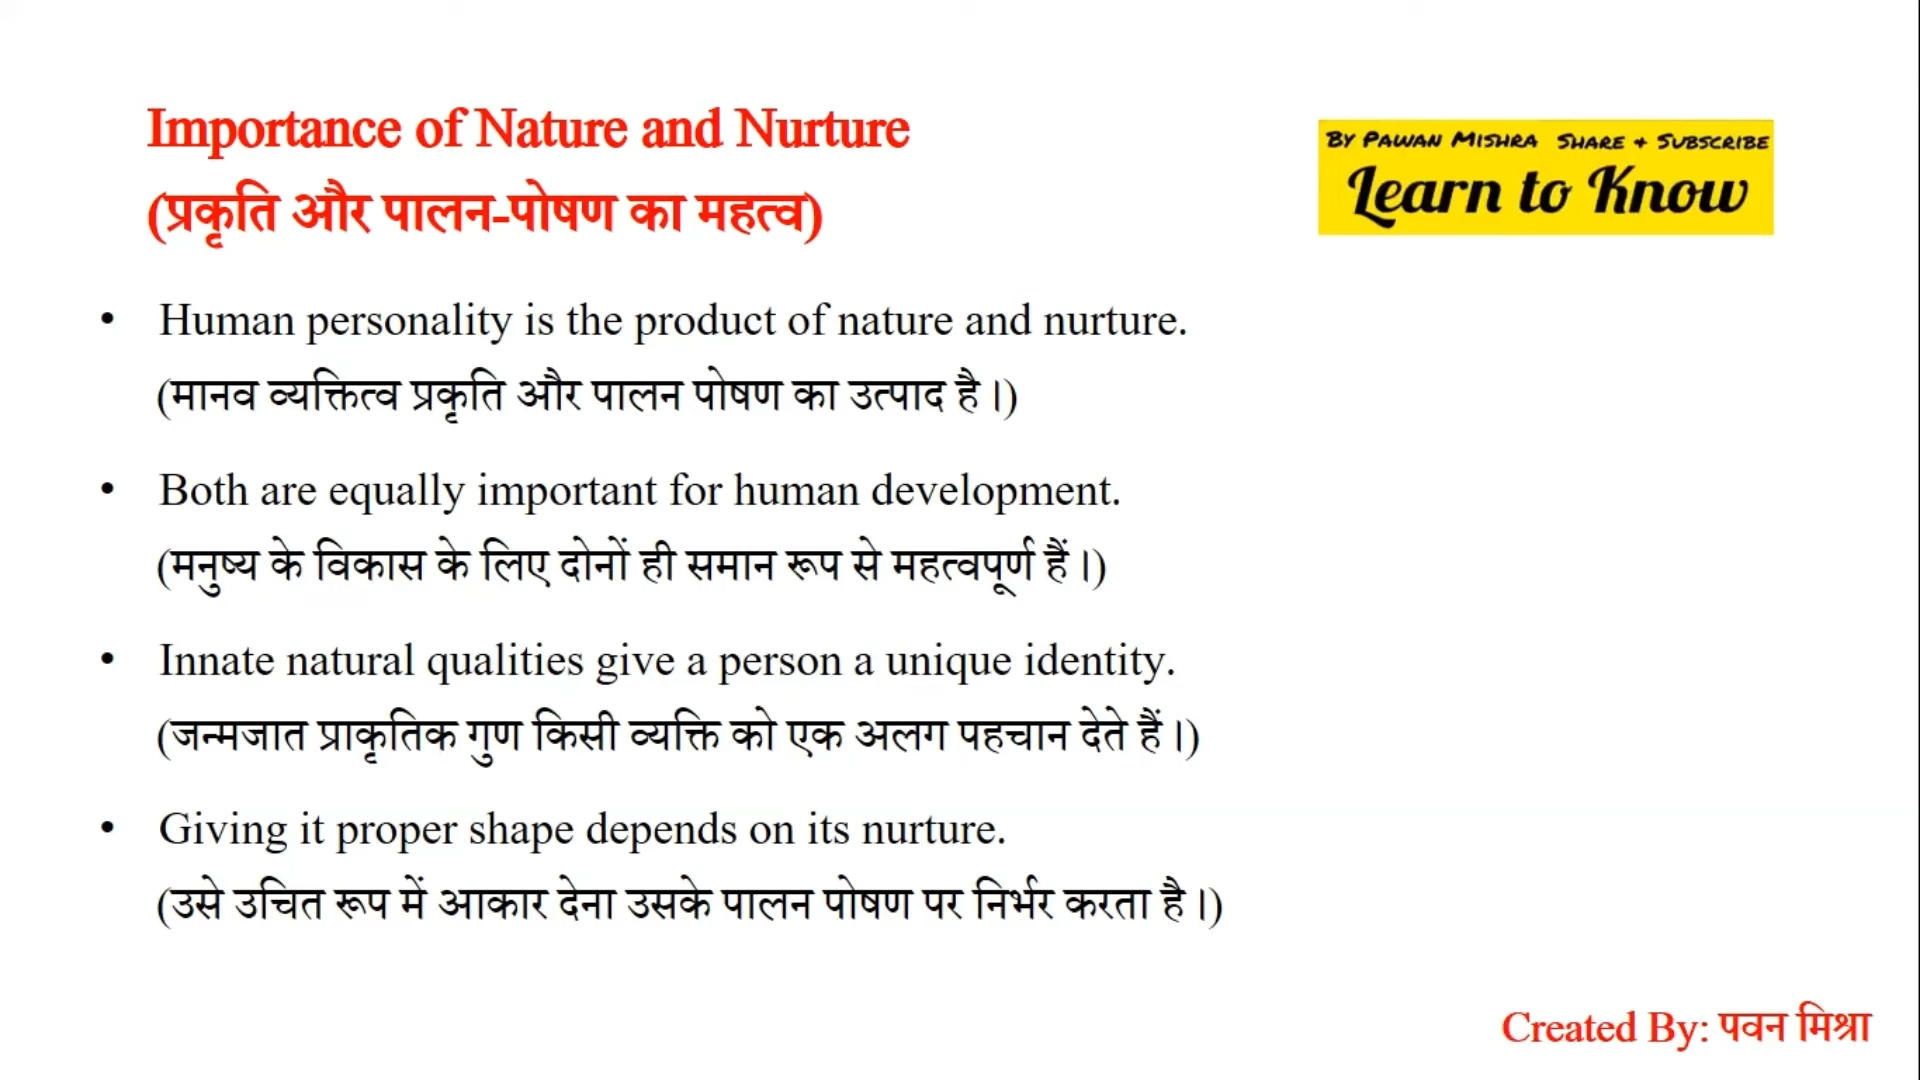 Importance of Nature and Nurture
(प्रकृति और पालन-पोषण का महत्व)
By Pawan Mishra Share + Subscribe
Learn to Know
• Human personality is the product of nature and nurture.
(मानव व्यक्तित्व प्रकृति और पालन पोषण का उत्पाद है।)
• Both are equally important for human development.
(मनुष्य के विकास के लिए दोनों ही समान रूप से महत्वपूर्ण हैं।)
• Innate natural qualities give a person a unique identity.
(जन्मजात प्राकृतिक गुण किसी व्यक्ति को एक अलग पहचान देते हैं।)
• Giving it proper shape depends on its nurture.
(उसे उचित रूप में आकार देना उसके पालन पोषण पर निर्भर करता है।)
Created By: पवन मिश्रा